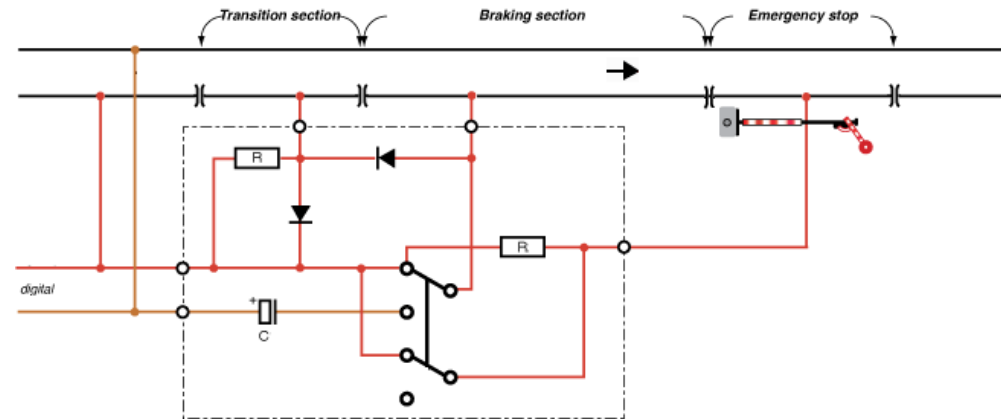 Transition section
Braking section
Emergency stop
R
R
digital
+
C